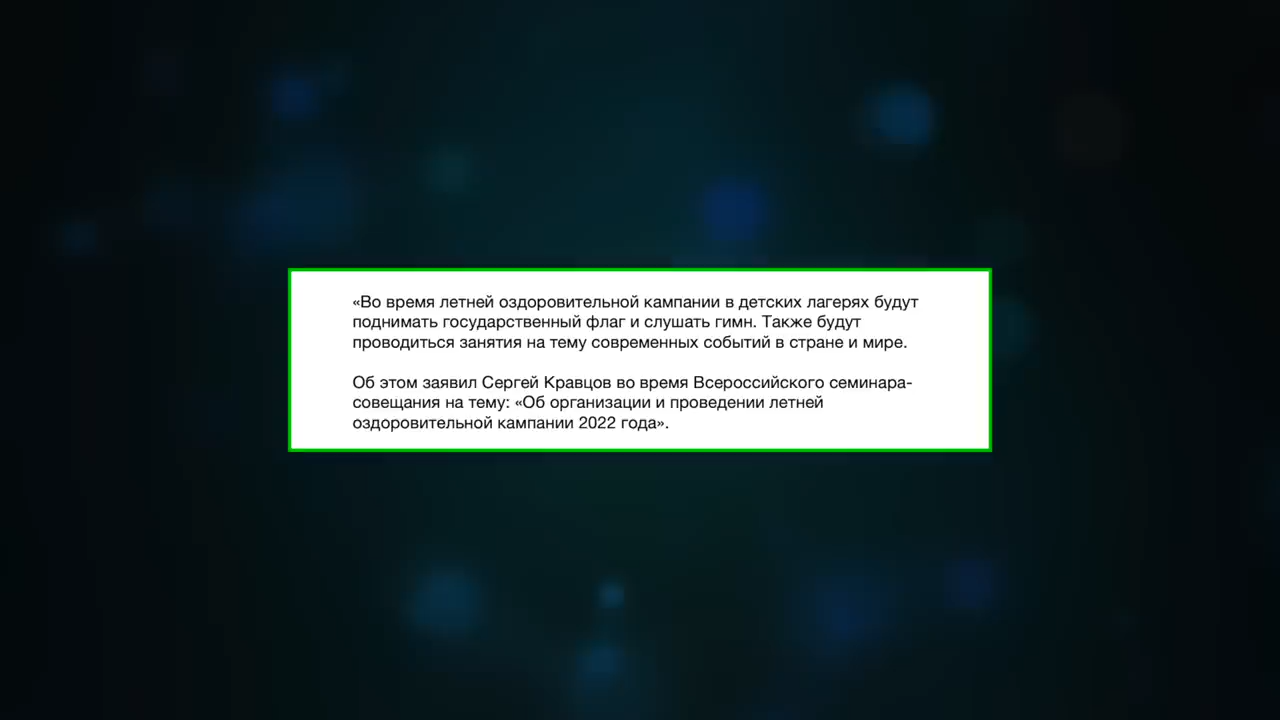 «Во время летней оздоровительной кампании в детских лагерях будут
поднимать государственный флаг и слушать гимн. Также будут
проводиться занятия на тему современных событий в стране и мире.
Об этом заявил Сергей Кравцов во время Всероссийского семинара-
совещания на тему: «Об организации и проведении летней
оздоровительной кампании 2022 года».